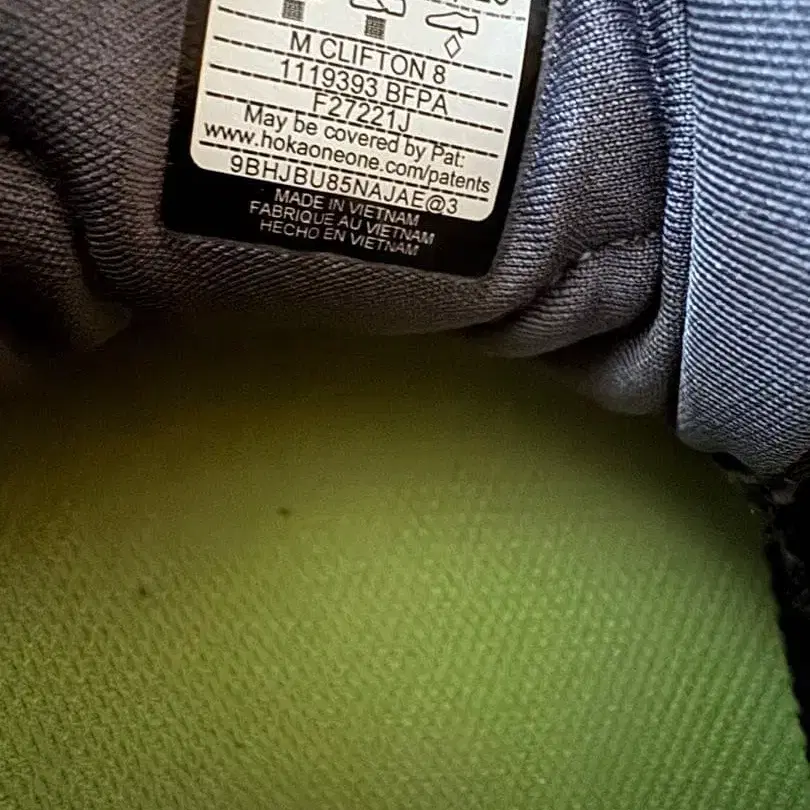 M CLIFTON 8
1119393 BFPA
F27221J
May be covered by Pat:
www.hokaoneone.com/patents
9BHJBU85NAJAE@3
MADE IN VIETNAM
FABRIQUE AU VIETNAM
HECHO EN VIETNAM